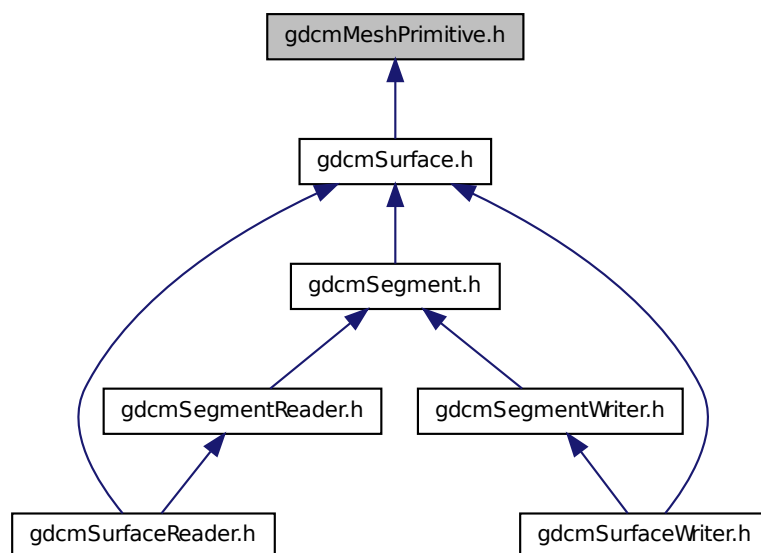 gdcmMeshPrimitive.h
gdcmSurface.h
gdcmSegment.h
gdcmSegmentReader.h
gdcmSegmentWriter.h
gdcmSurfaceReader.h
gdcmSurfaceWriter.h